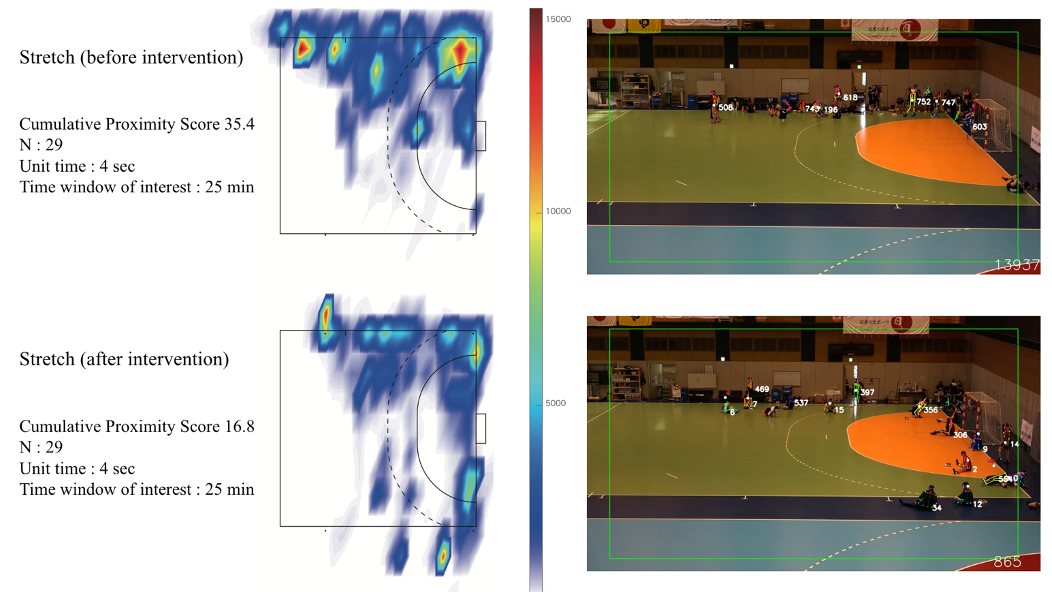 Stretch (before intervention)
Cumulative Proximity Score 35.4
N : 29
Unit time : 4 sec
Time window of interest : 25 min
15000
10000
5000
508
743
196
618
752
747
603
13937
Stretch (after intervention)
Cumulative Proximity Score 16.8
N : 29
Unit time : 4 sec
Time window of interest : 25 min
469
7
6
537
15
397
356
306
9
14
2
34
12
865